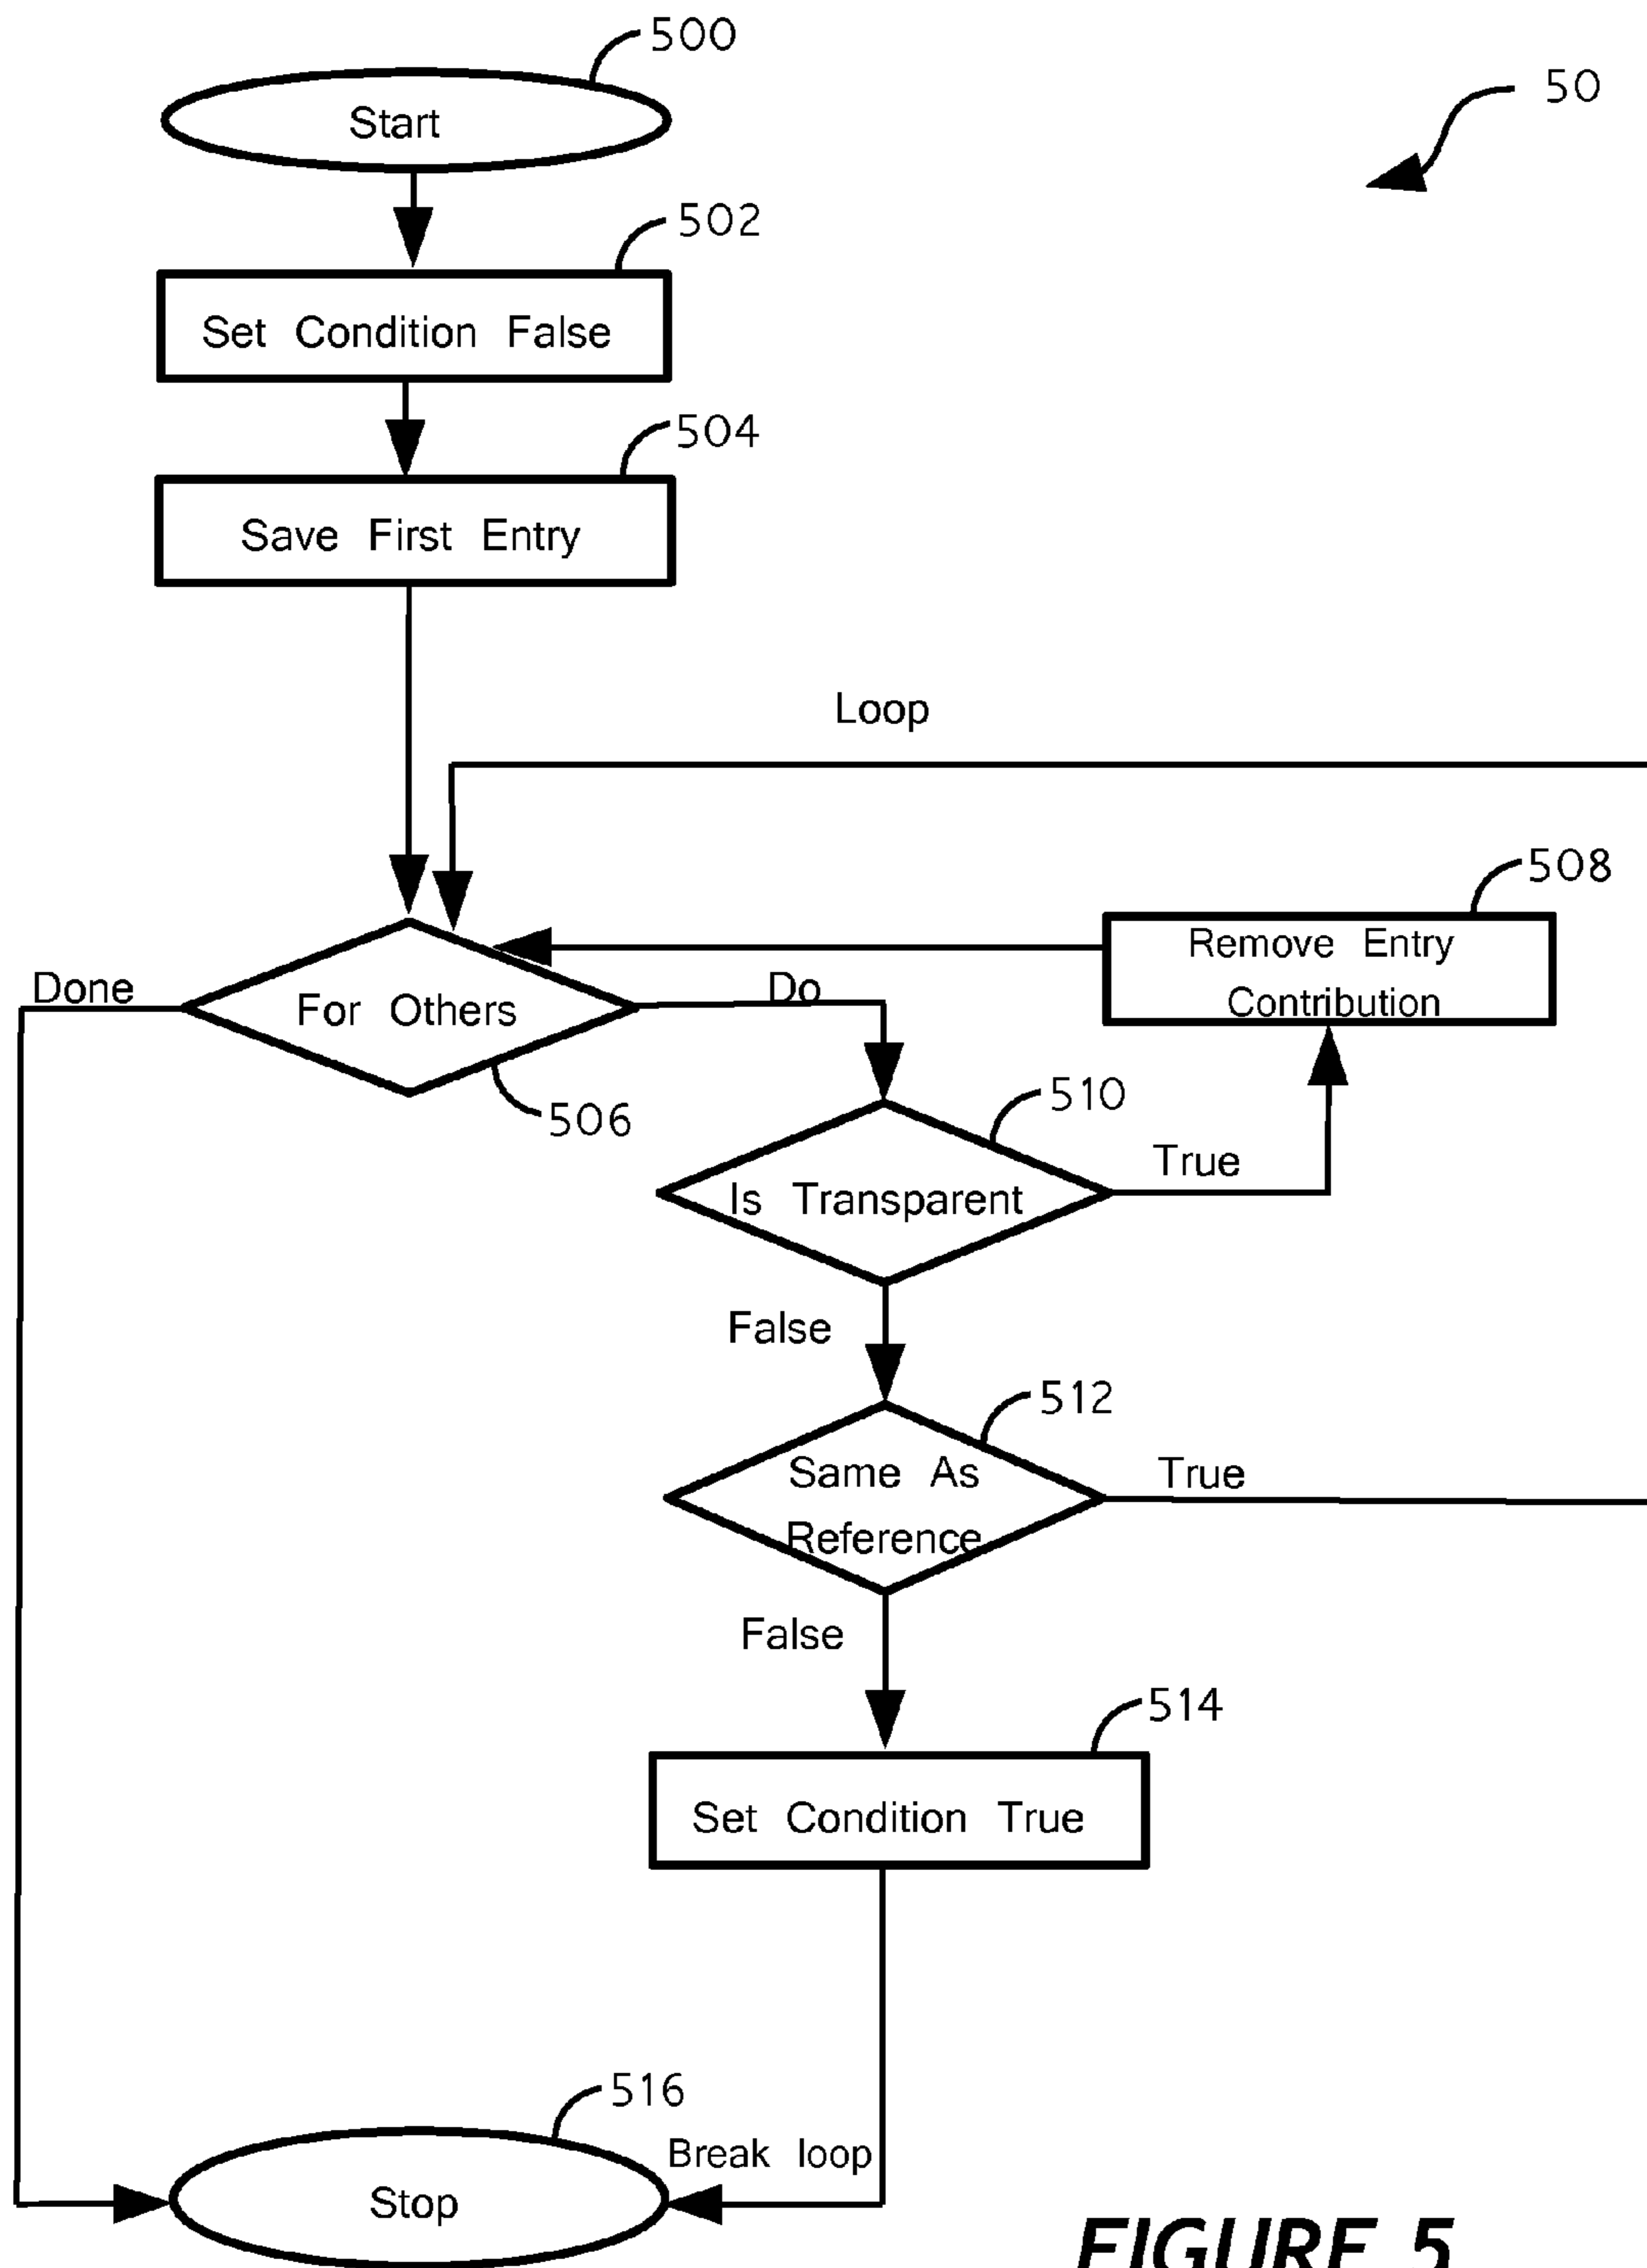 500
Start
50
502
Set Condition False
504
Save First Entry
Loop
508
Remove Entry
Contribution
Done
For Others
Do
506
510
Is Transparent
True
False
512
Same As
Reference
True
False
514
Set Condition True
516
Stop
Break loop
FIGURE 5